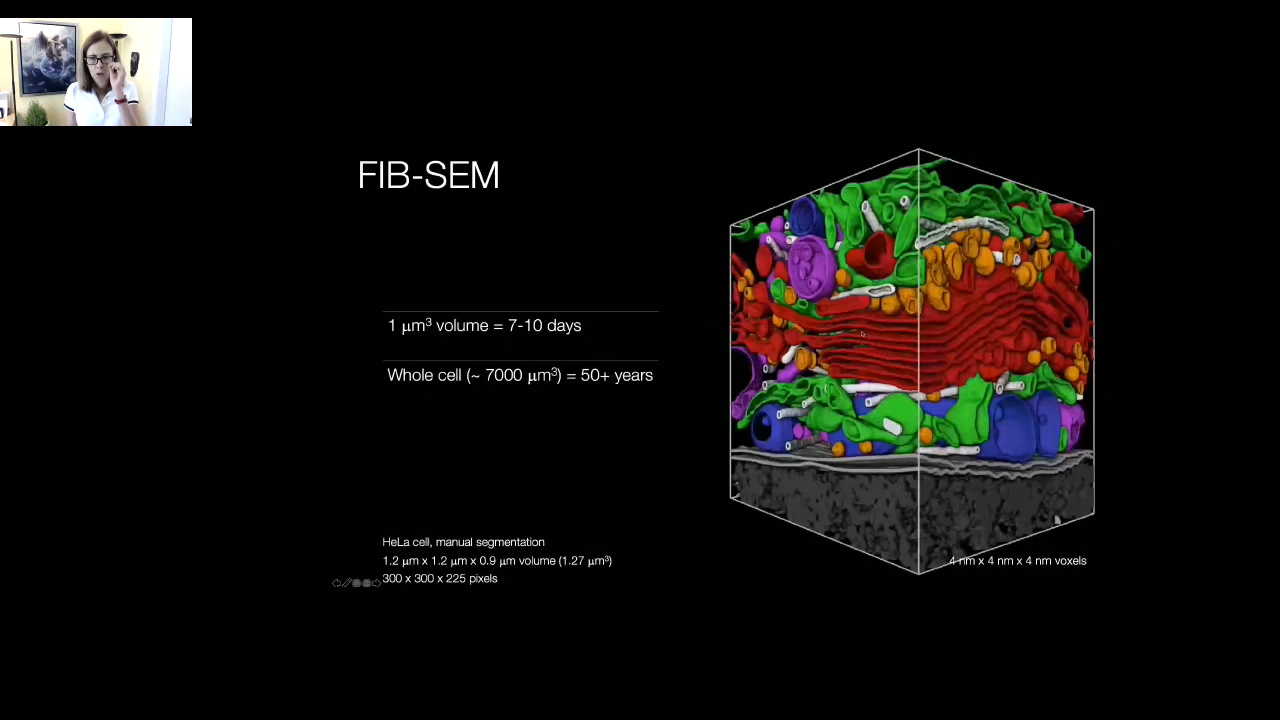 FIB-SEM
1 μm³ volume = 7-10 days
Whole cell (~ 7000 μm³) = 50+ years
HeLa cell, manual segmentation
1.2 μm x 1.2 μm x 0.9 μm volume (1.27 μm³)
300 x 300 x 225 pixels
4 nm x 4 nm x 4 nm voxels